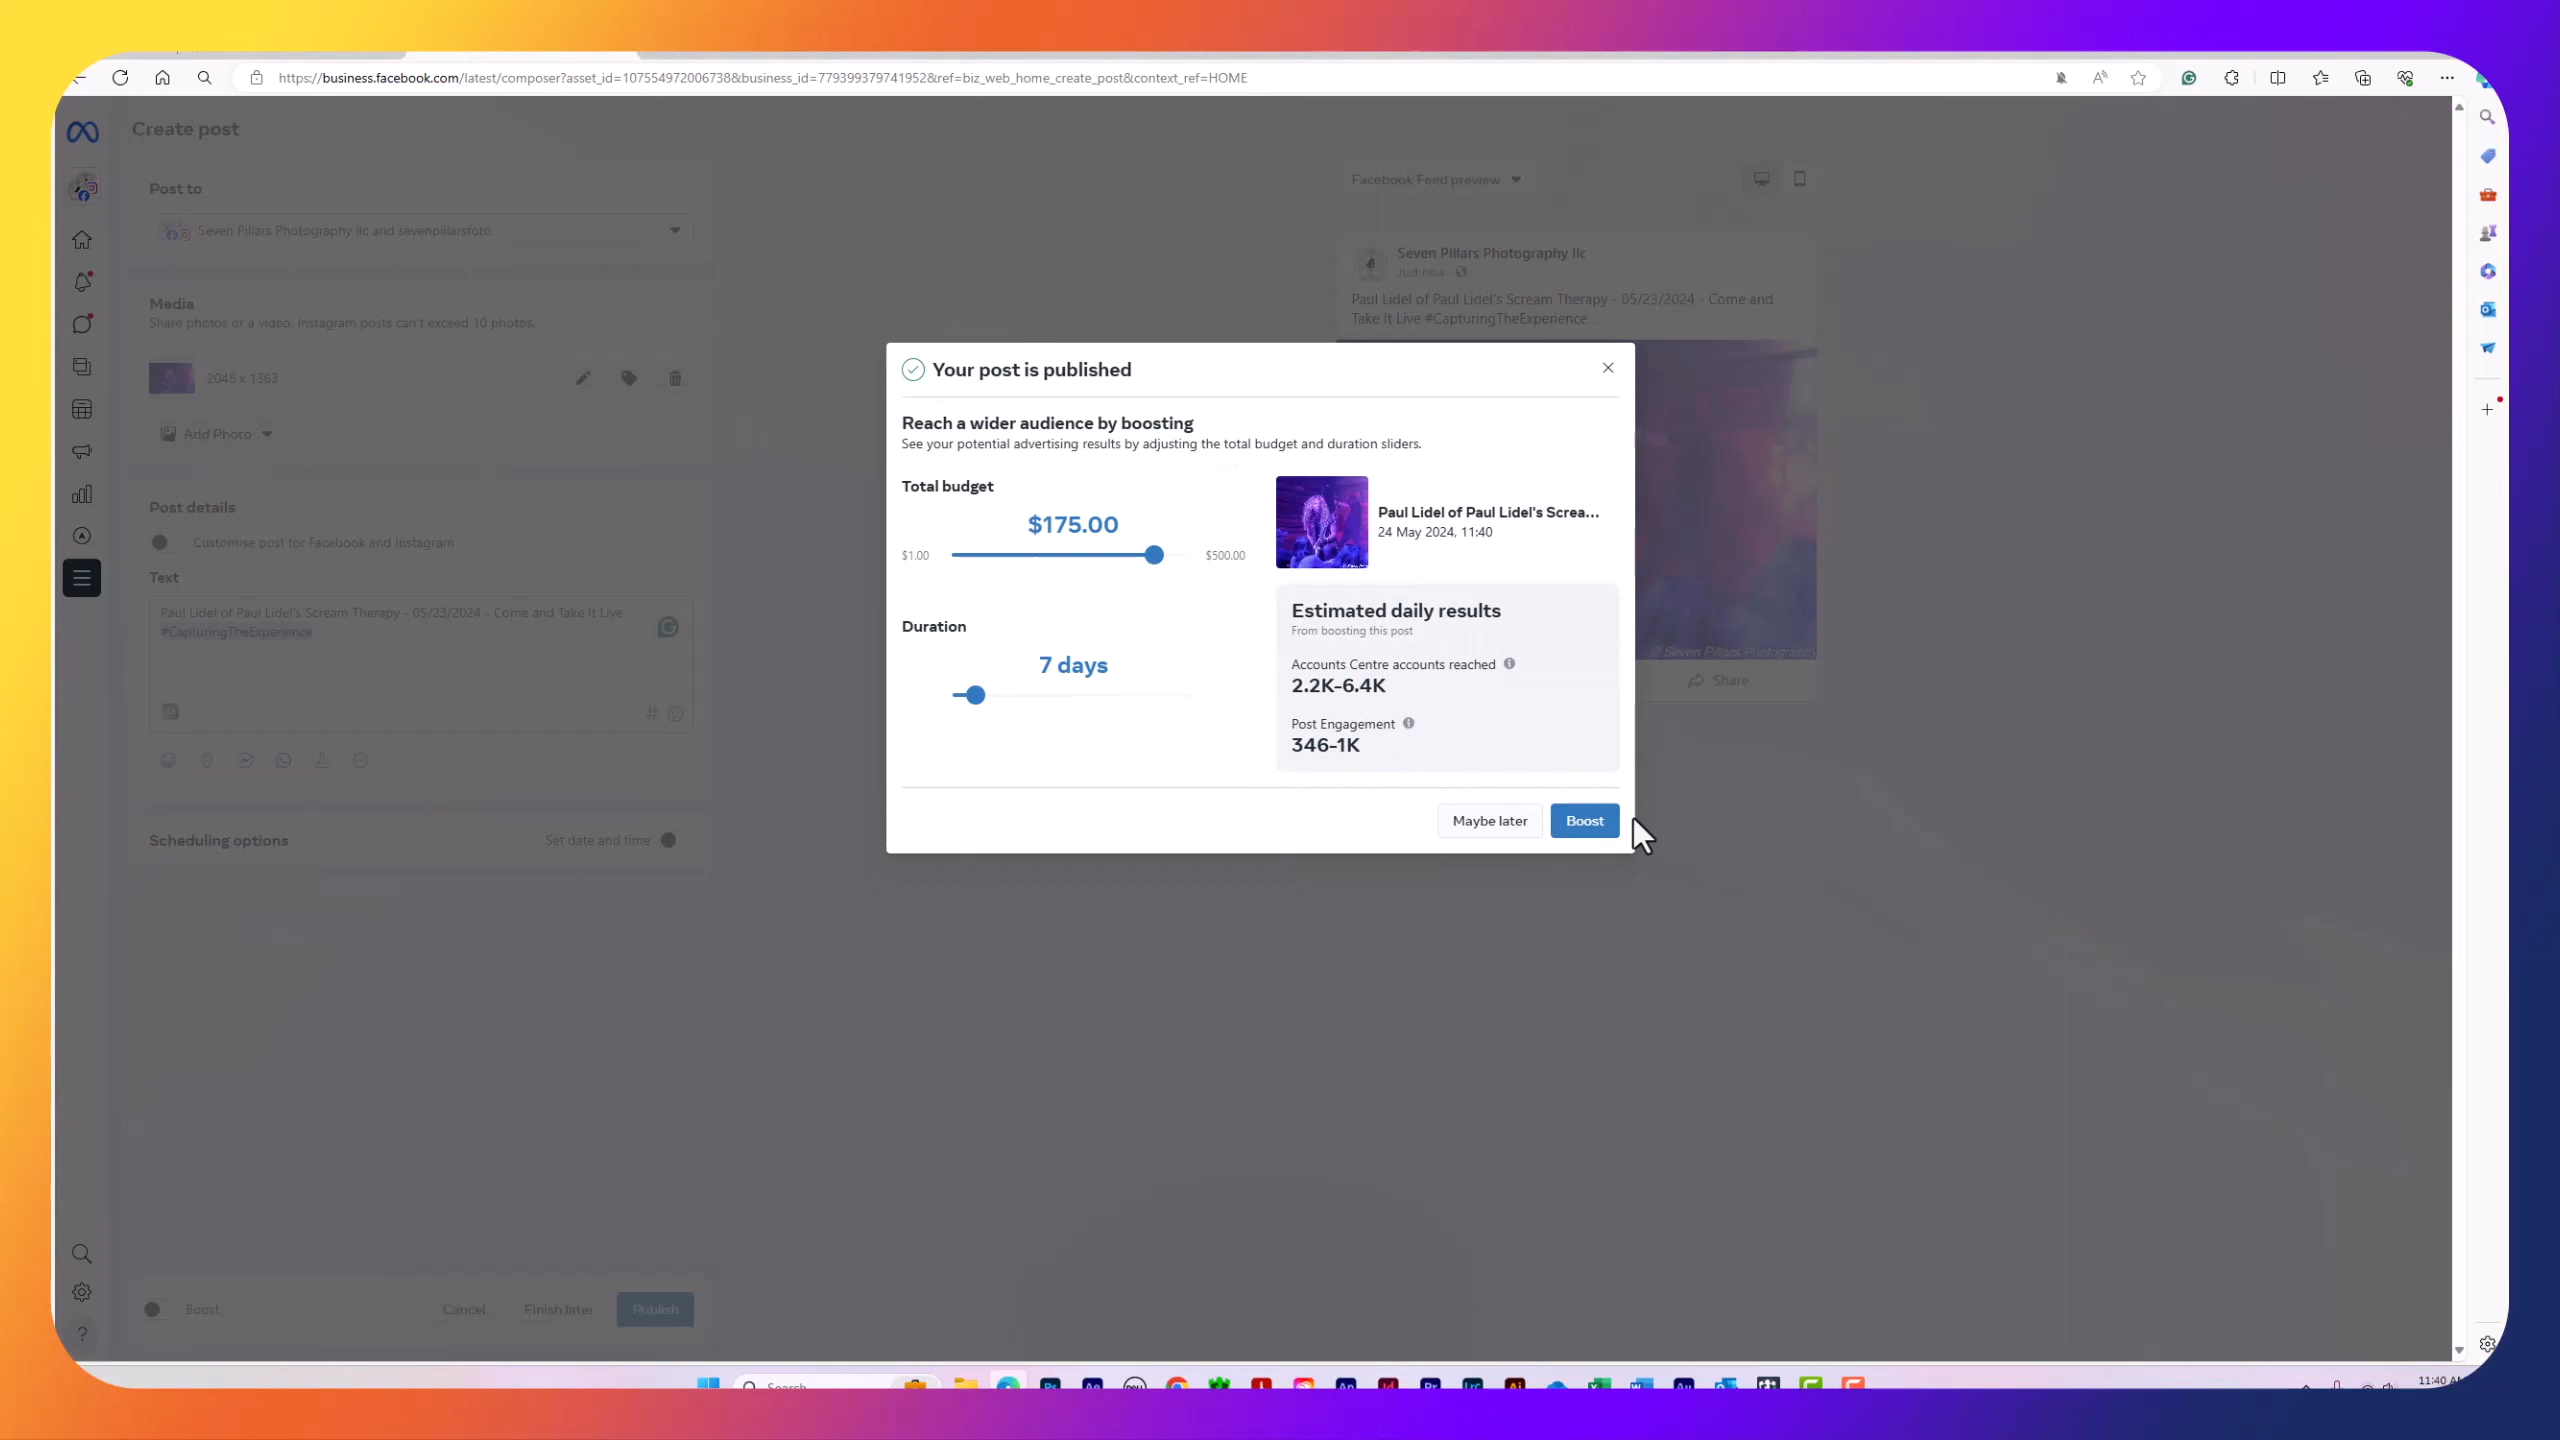 https://business.facebook.com/latest/composer?asset_id=107554972006738&business_id=779399379741952&ref=biz_web_home_create_post&context_ref=HOME
Create post
Post to
Seven Pillars Photography llc and sevenpillarsfoto
Media
Share photos or a video. Instagram posts can't exceed 10 photos.
2048 x 1363
Add Photo
Post details
Customise post for Facebook and Instagram
Text
Paul Lidel of Paul Lidel's Scream Therapy - 05/23/2024 - Come and Take It Live
#CapturingTheExperience
Scheduling options
Set date and time
Boost
Cancel
Finish later
Publish
Facebook Feed preview
Seven Pillars Photography llc
Just now
Paul Lidel of Paul Lidel's Scream Therapy - 05/23/2024 - Come and
Take It Live #CapturingTheExperience
© Seven Pillars Photography
Share
Your post is published
Reach a wider audience by boosting
See your potential advertising results by adjusting the total budget and duration sliders.
Total budget
$175.00
$1.00
$500.00
Duration
7 days
Paul Lidel of Paul Lidel's Screa...
24 May 2024, 11:40
Estimated daily results
From boosting this post
Accounts Centre accounts reached
2.2K-6.4K
Post Engagement
346-1K
Maybe later
Boost
Search
11:40